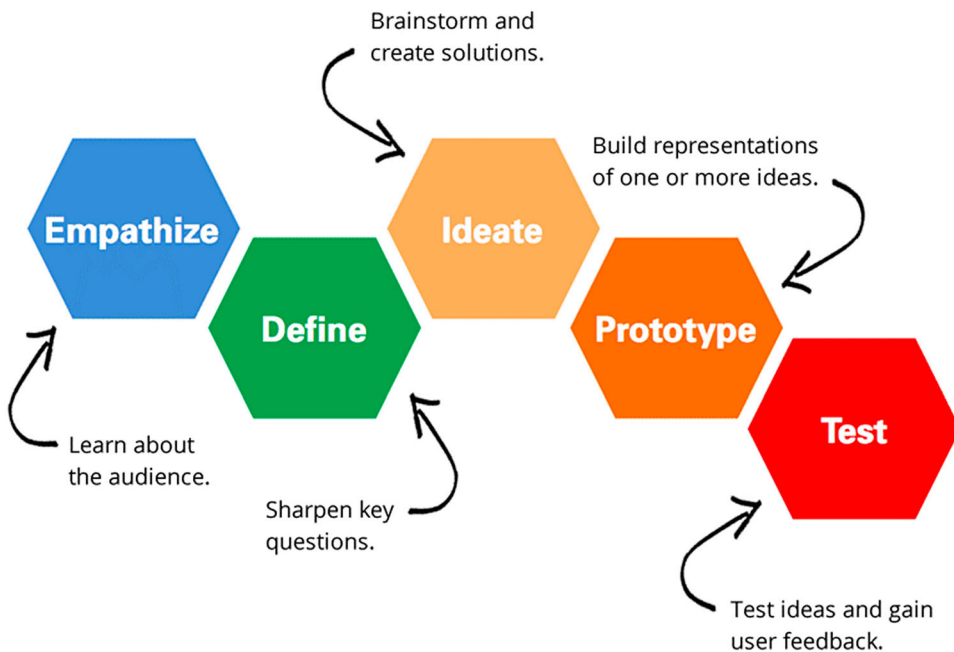 Brainstorm and
create solutions.
Build representations
of one or more ideas.
Empathize
Ideate
Define
Prototype
Test
Learn about
the audience.
Sharpen key
questions.
Test ideas and gain
user feedback.